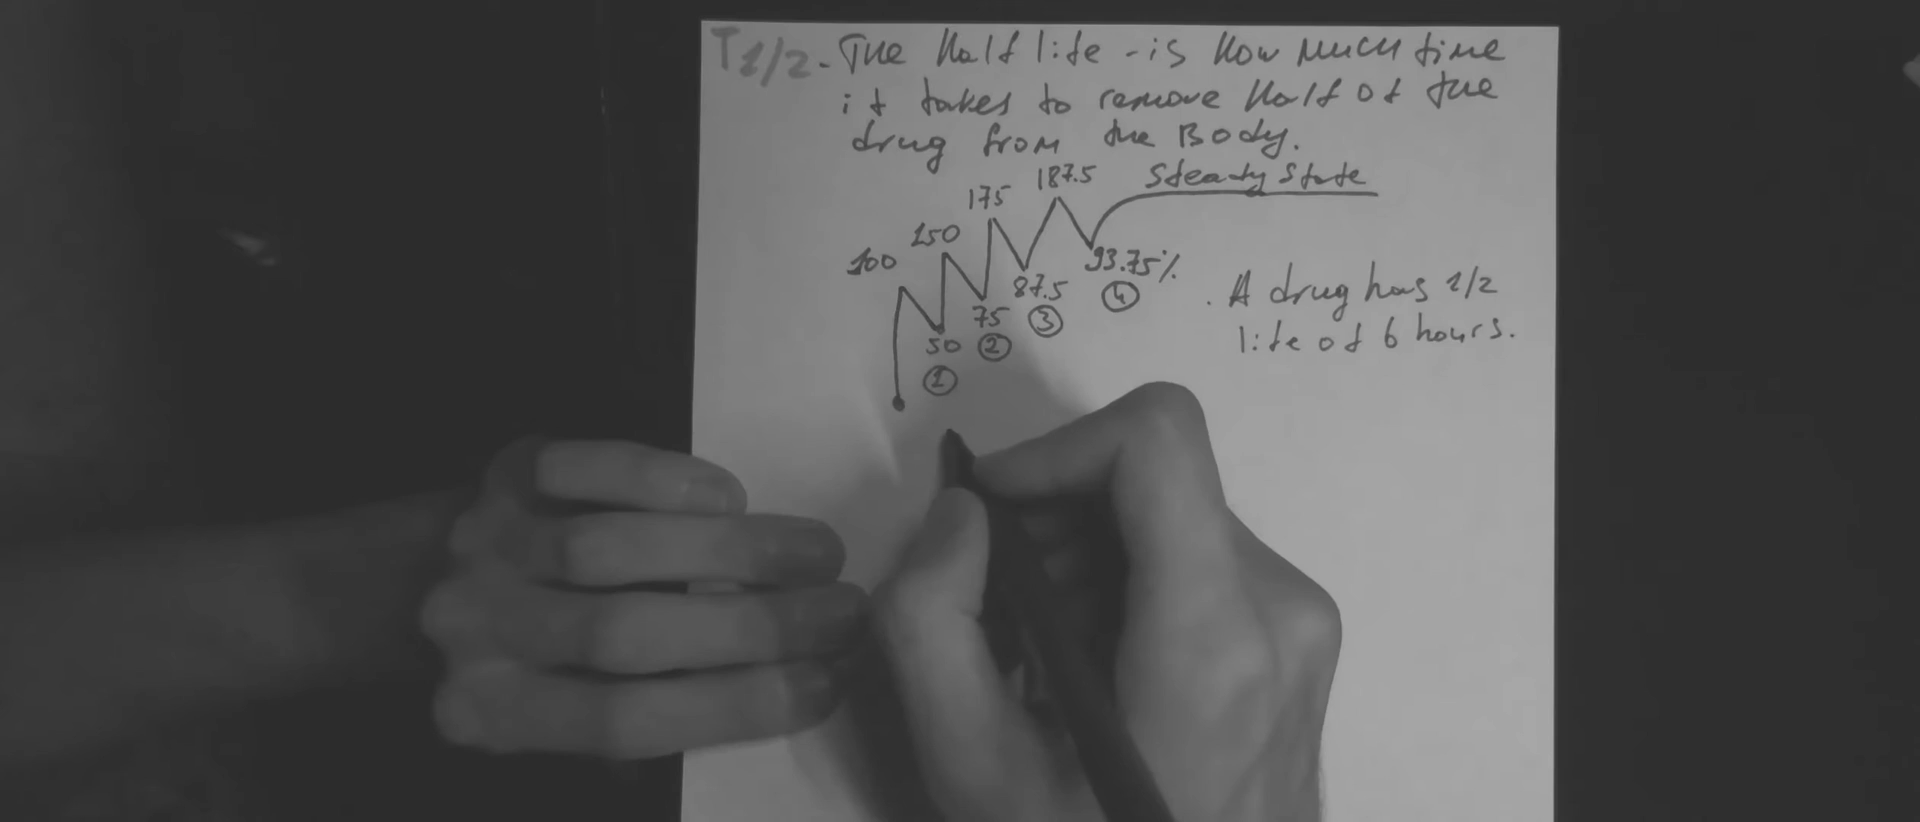 T1/2 - The Half life - is How Much time
it takes to remove Half of the
drug from the Body.
187.5 Steady State
175
150
100
93.75%
87.5 ④
75 ③
50 ②
①
. A drug has 1/2
life of 6 hours.